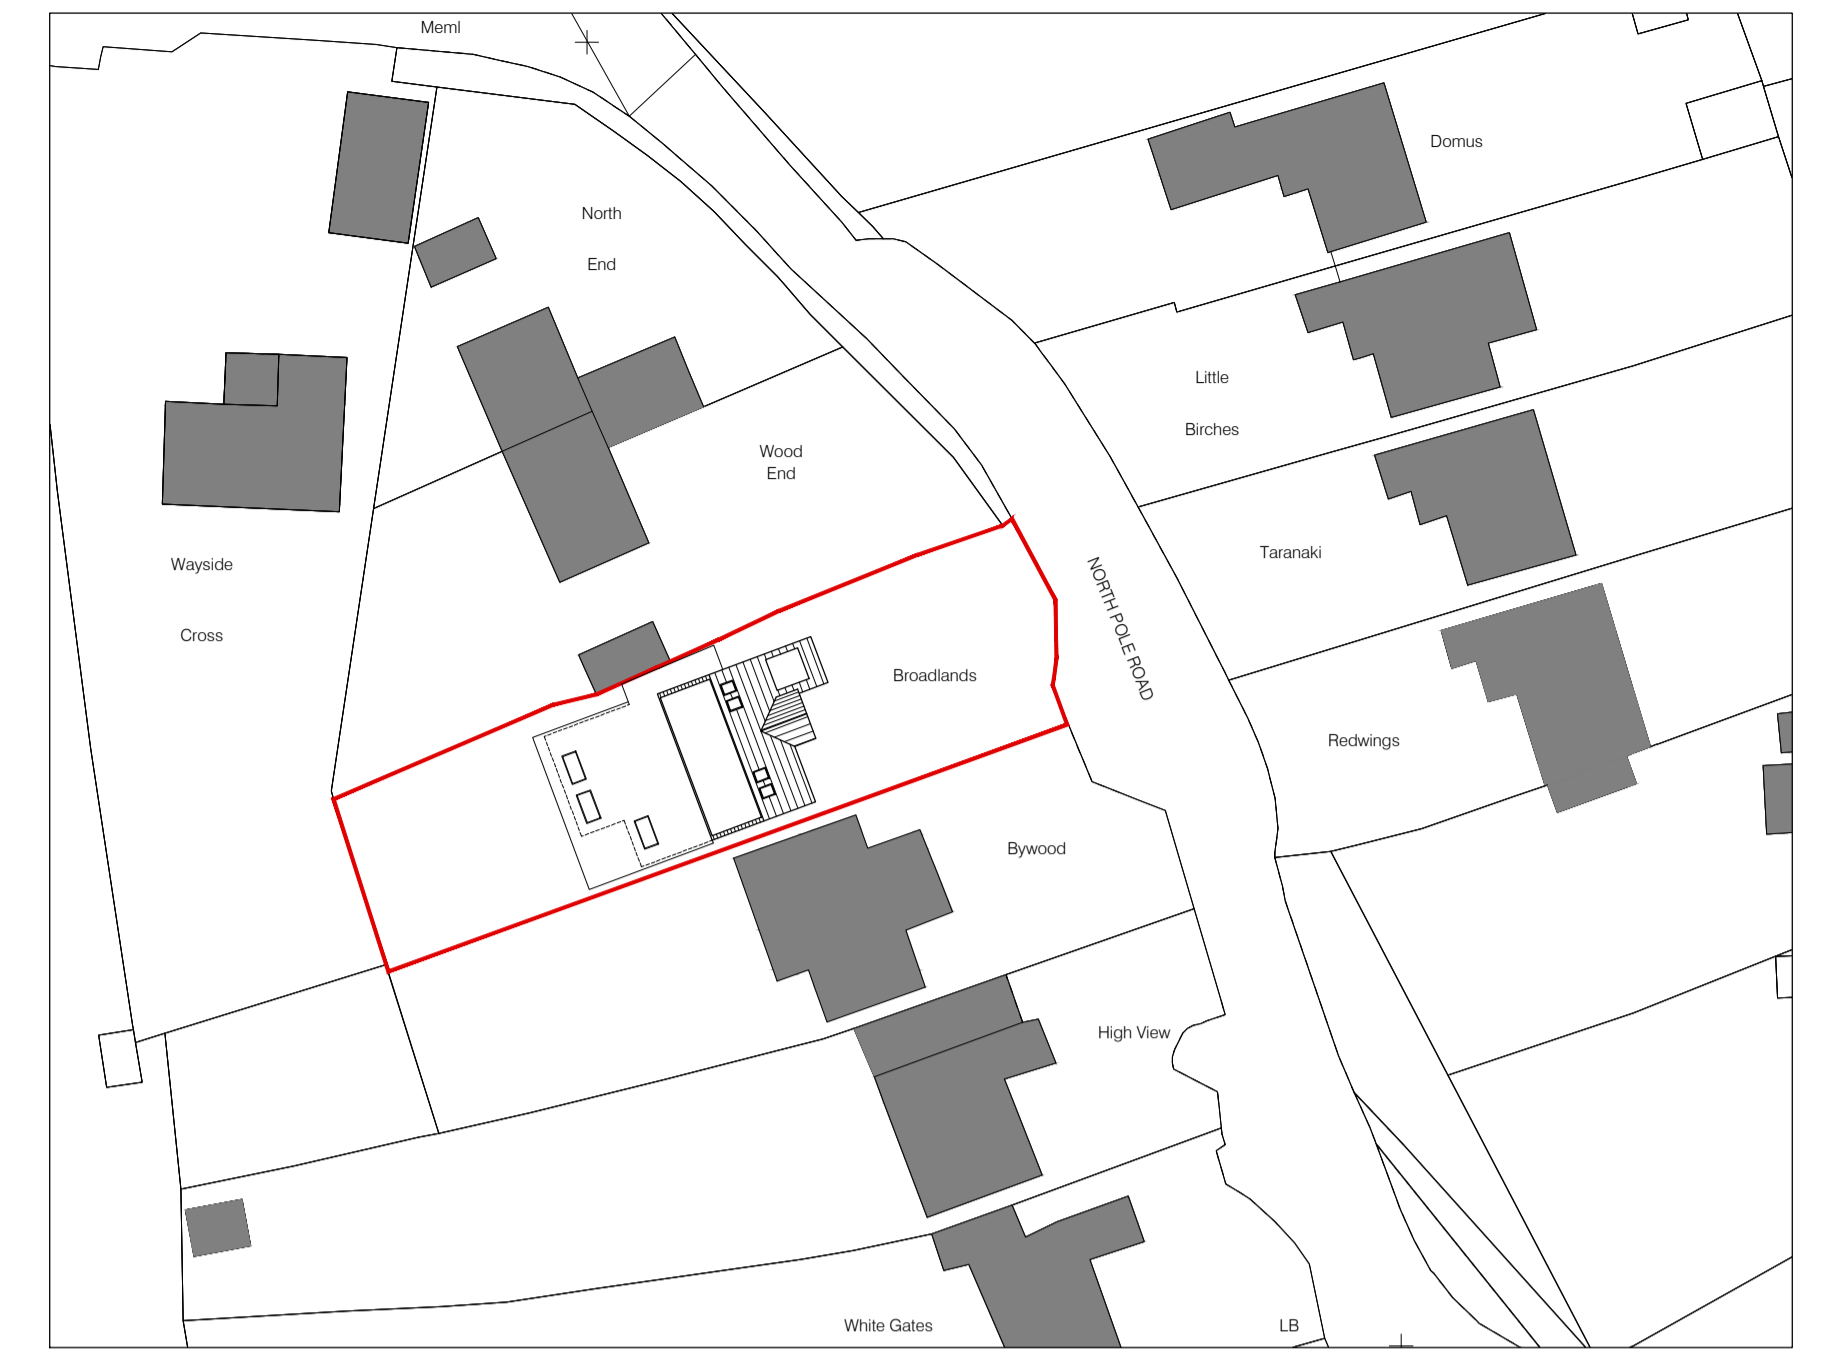 Meml
Domus
North
End
Little
Birches
Wood
End
Wayside
Cross
Taranaki
NORTH POLE ROAD
Broadlands
Redwings
Bywood
High View
White Gates
LB